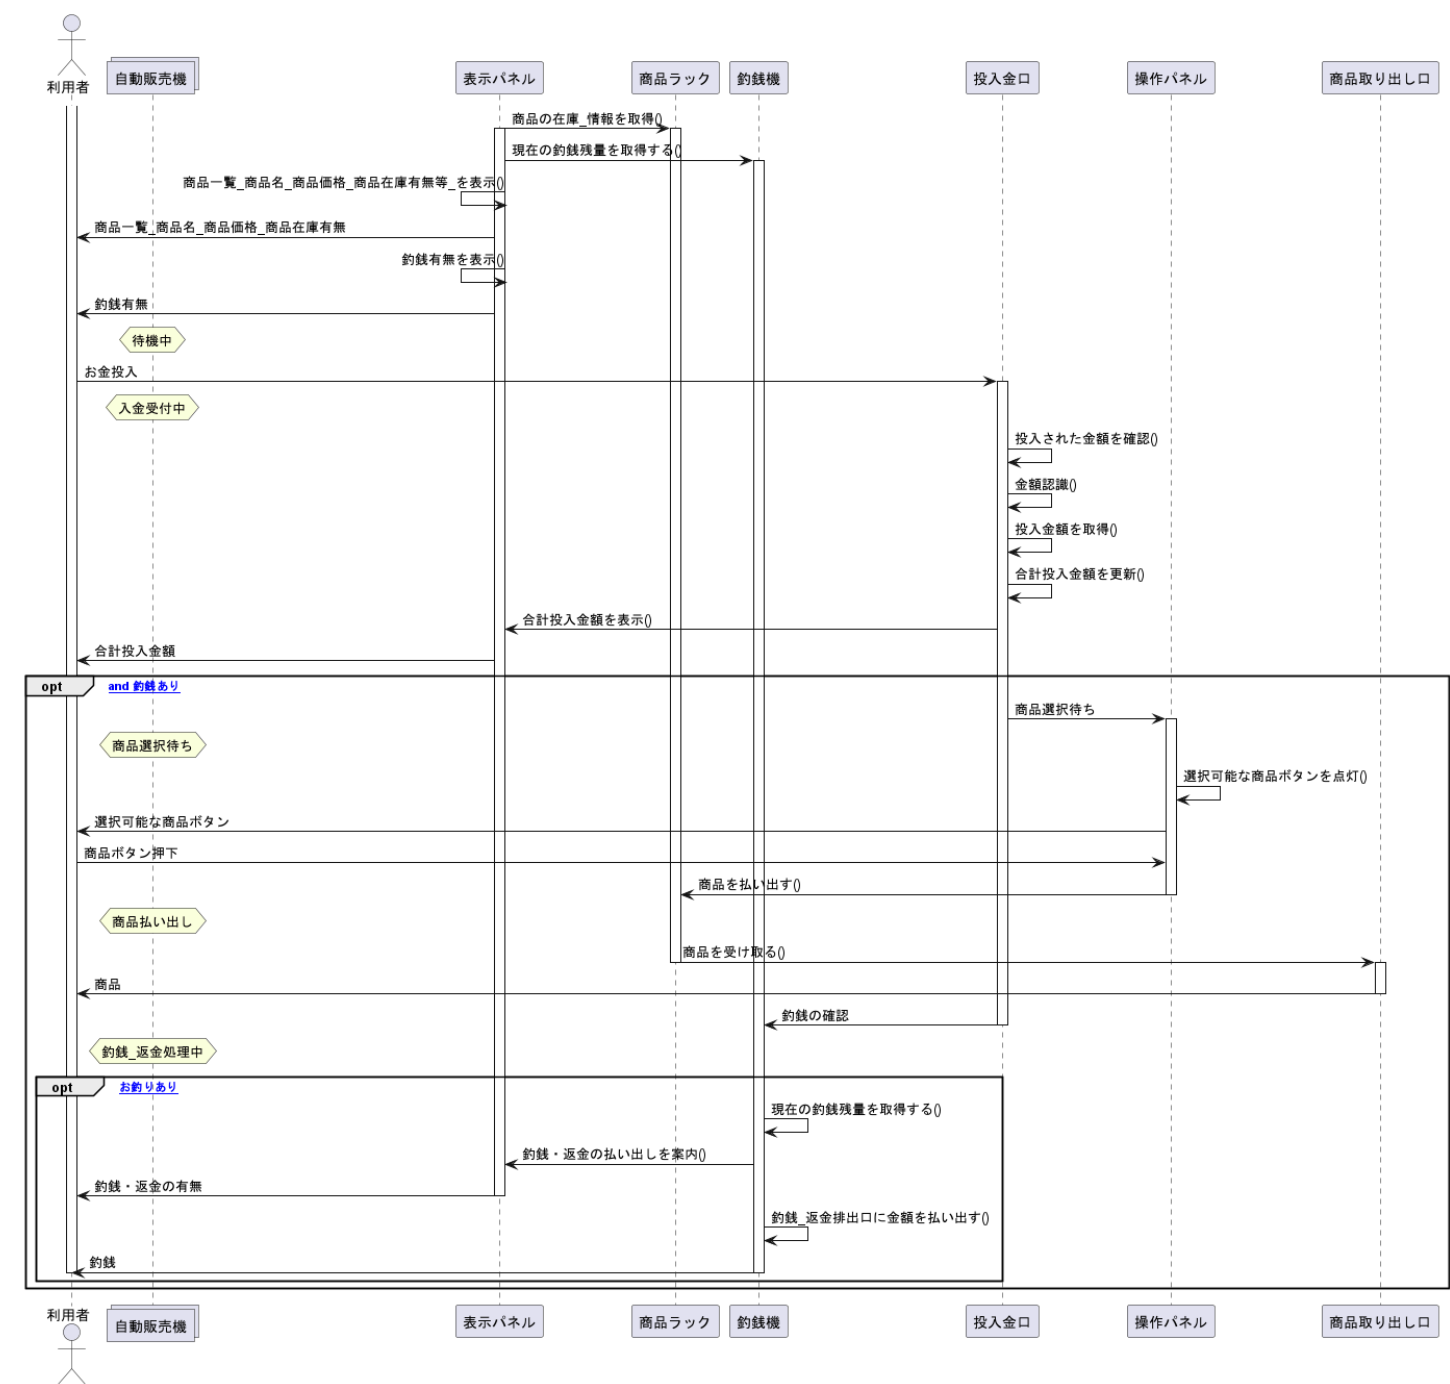 利用者
自動販売機
表示パネル
商品ラック
釣銭機
投入金口
操作パネル
商品取り出し口
商品の在庫_情報を取得()
現在の釣銭残量を取得する()
商品一覧_商品名_商品価格_商品在庫有無等_を表示()
商品一覧_商品名_商品価格_商品在庫有無
釣銭有無を表示()
釣銭有無
待機中
お金投入
入金受付中
投入された金額を確認()
金額認識()
投入金額を取得()
合計投入金額を更新()
合計投入金額を表示()
合計投入金額
opt
and 釣銭あり
商品選択待ち
商品選択待ち
選択可能な商品ボタンを点灯()
選択可能な商品ボタン
商品ボタン押下
商品を払い出す()
商品払い出し
商品を受け取る()
商品
釣銭の確認
釣銭_返金処理中
opt
お釣りあり
現在の釣銭残量を取得する()
釣銭・返金の払い出しを案内()
釣銭・返金の有無
釣銭_返金排出口に金額を払い出す()
釣銭
利用者
自動販売機
表示パネル
商品ラック
釣銭機
投入金口
操作パネル
商品取り出し口